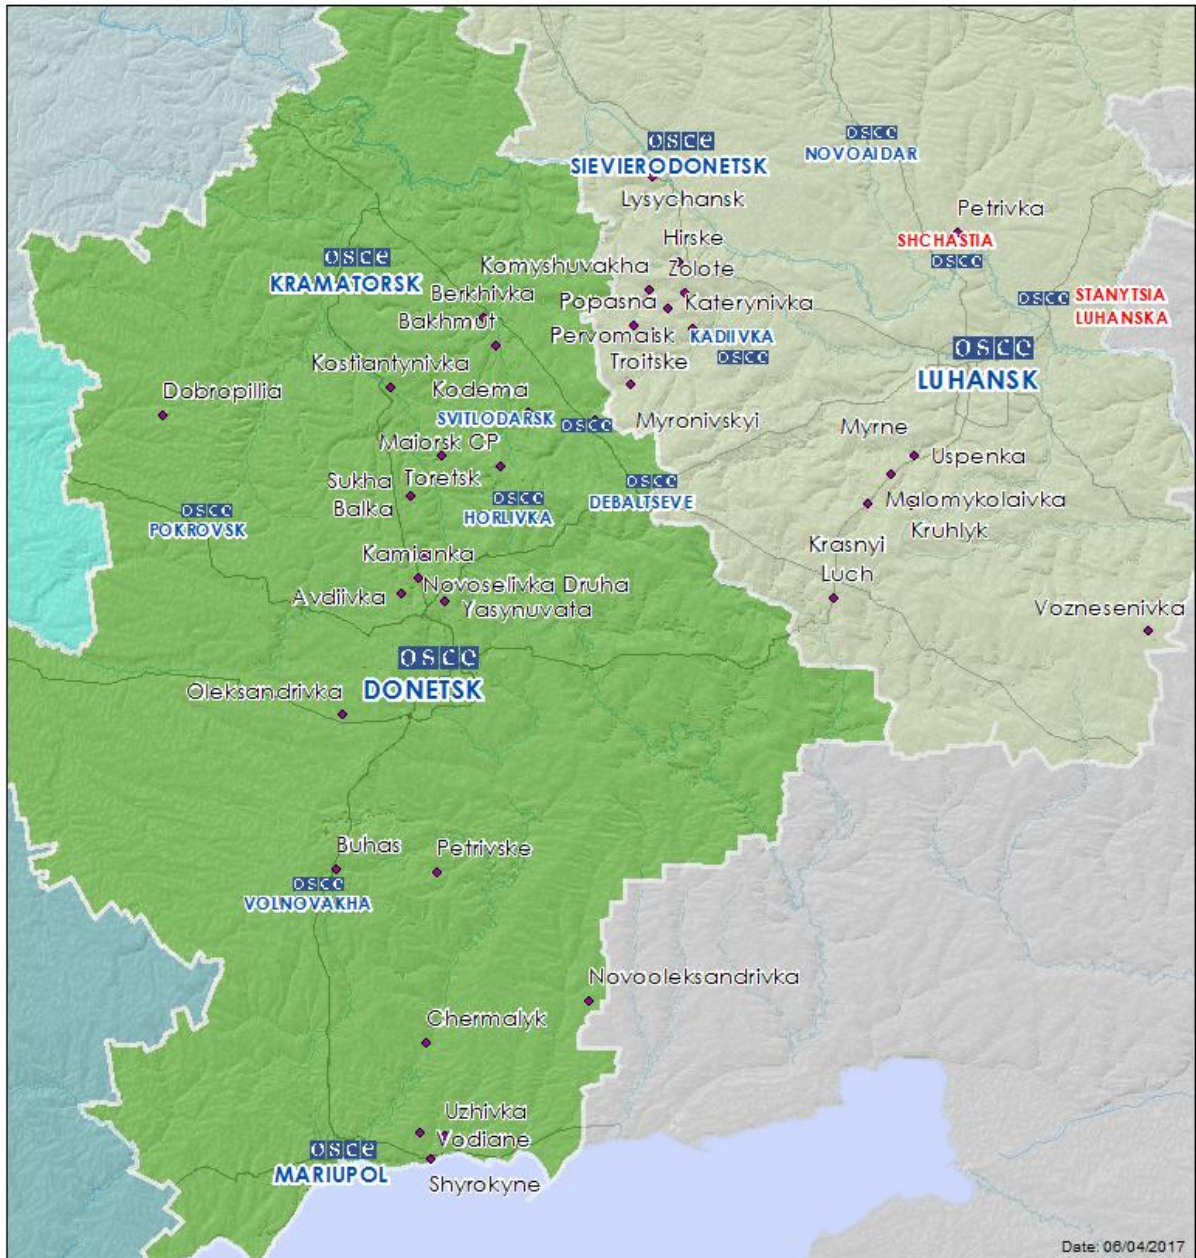 OSCE
NOVOAIDAR
OSCE
SIEVIERODONETSK
Lysychansk
Petrivka
SHCHASTIA
OSCE
Hirske
OSCE
KRAMATORSK
Komyshuvakha
Zolote
Berkhivka
Popasna
Katerynivka
OSCE
STANYTSIA
LUHANSKA
Bakhmut
Pervomaisk
KADIIVKA
OSCE
OSCE
LUHANSK
Kostiantynivka
Troitske
Dobropillia
Kodema
SVITLODARSK
OSCE
Myronivskyi
Myrne
Maiorsk CP
Uspenka
Sukha
Balka
Toretsk
OSCE
HORLIVKA
OSCE
DEBALTSEVE
Malomykolaivka
Kruhlyk
OSCE
POKROVSK
Krasnyi
Luch
Kamianka
Avdiivka
Novoselivka Druha
Yasynuvata
Voznesenivka
OSCE
DONETSK
Oleksandrivka
Buhas
Petrivske
OSCE
VOLNOVAKHA
Novooleksandrivka
Chermalyk
Uzhivka
Vodiane
OSCE
MARIUPOL
Shyrokyne
Date: 06/04/2017